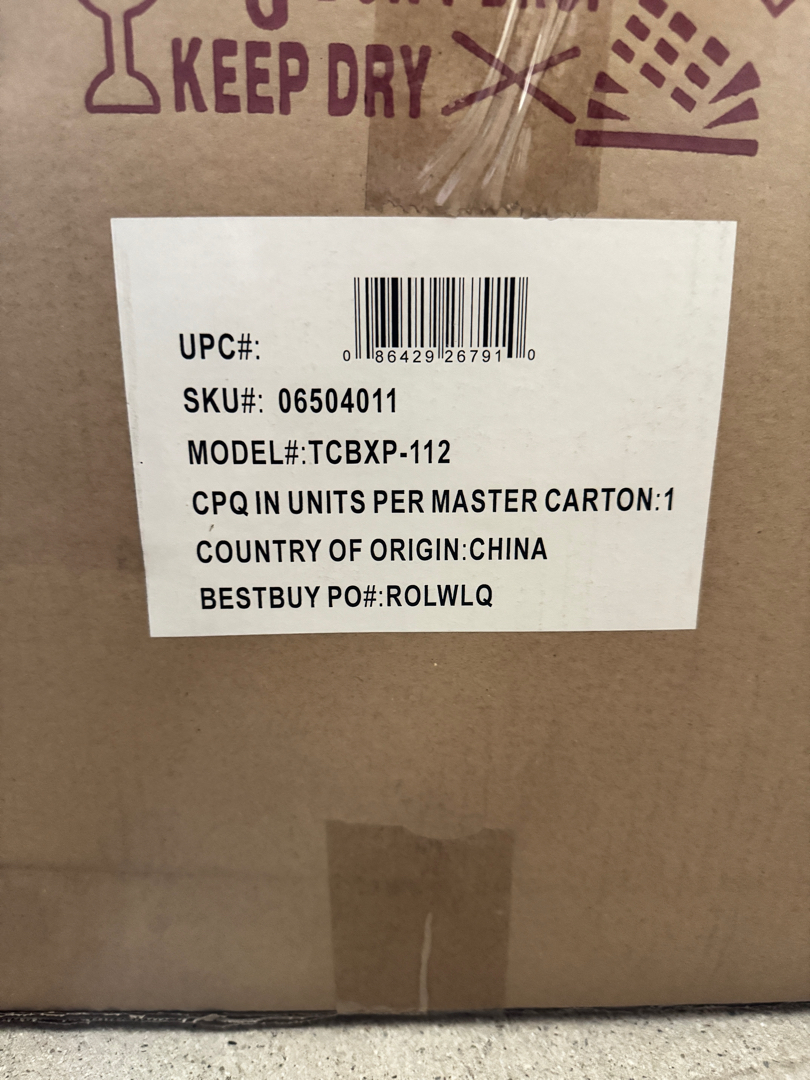 KEEP DRY
0 86429 26791 0
UPC#:
SKU#: 06504011
MODEL#:TCBXP-112
CPQ IN UNITS PER MASTER CARTON:1
COUNTRY OF ORIGIN:CHINA
BESTBUY PO#:ROLWLQ